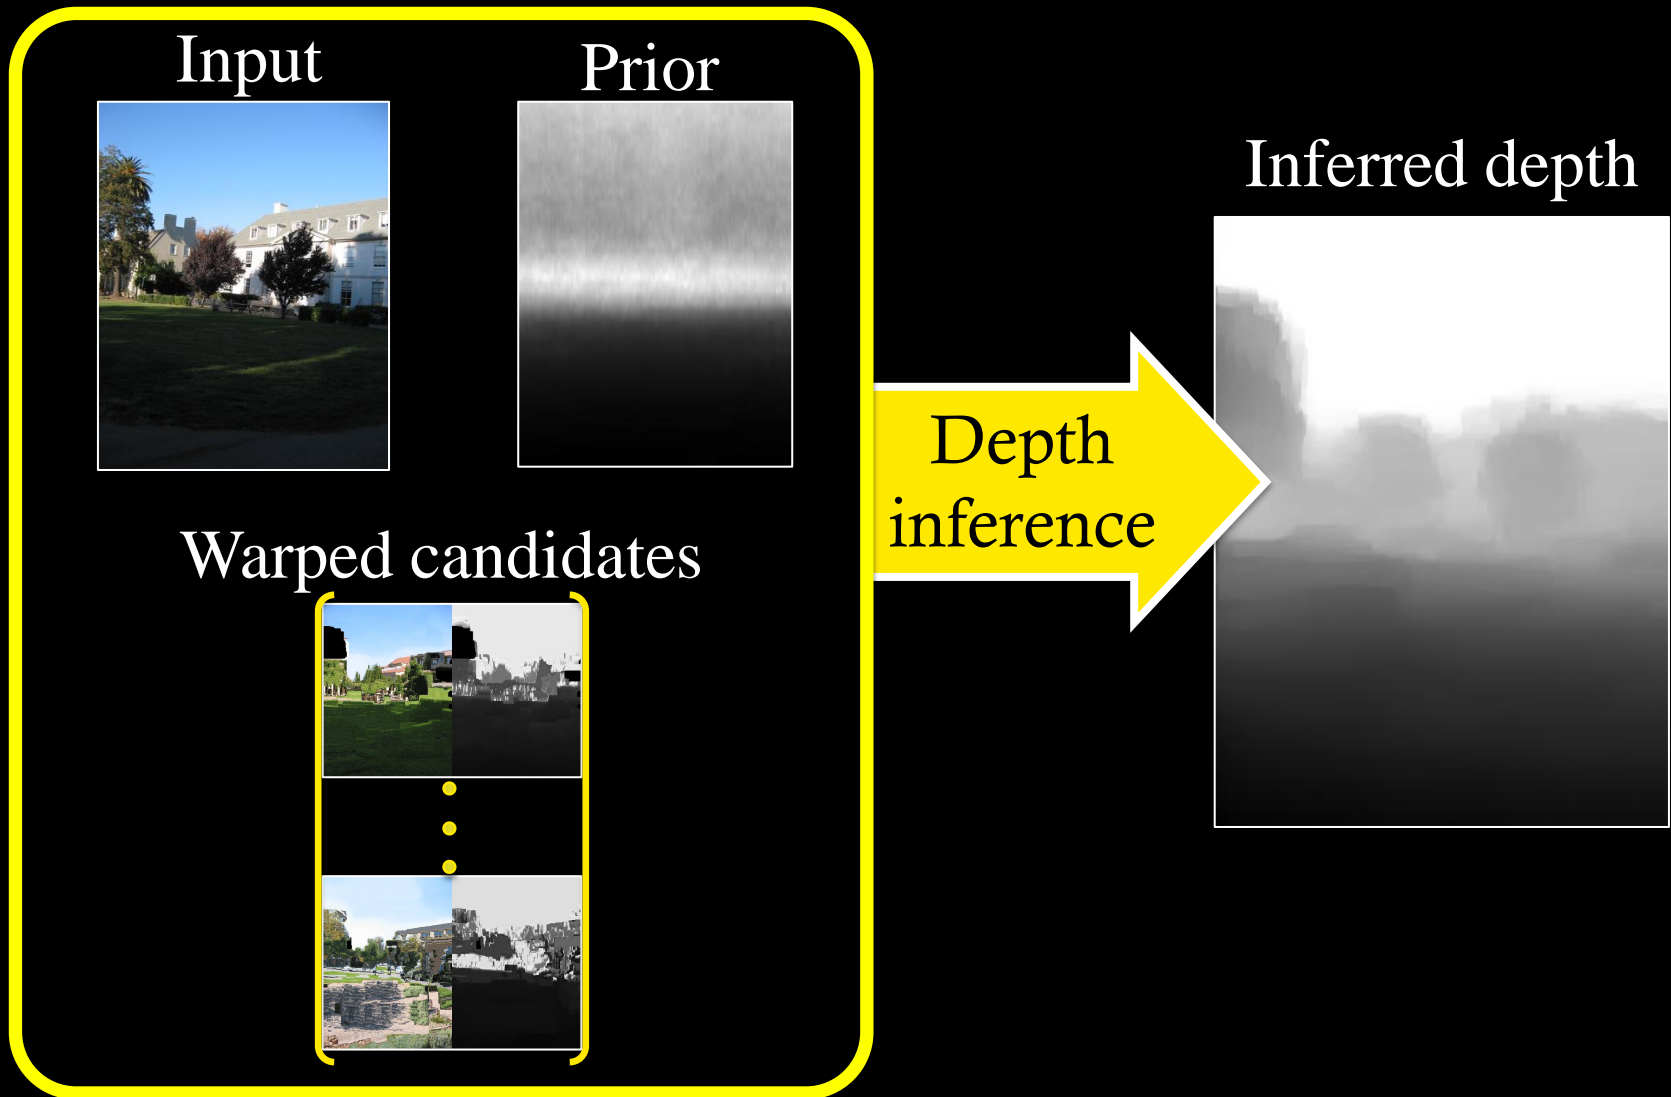 Input
Prior
Warped candidates
Depth
inference
Inferred depth